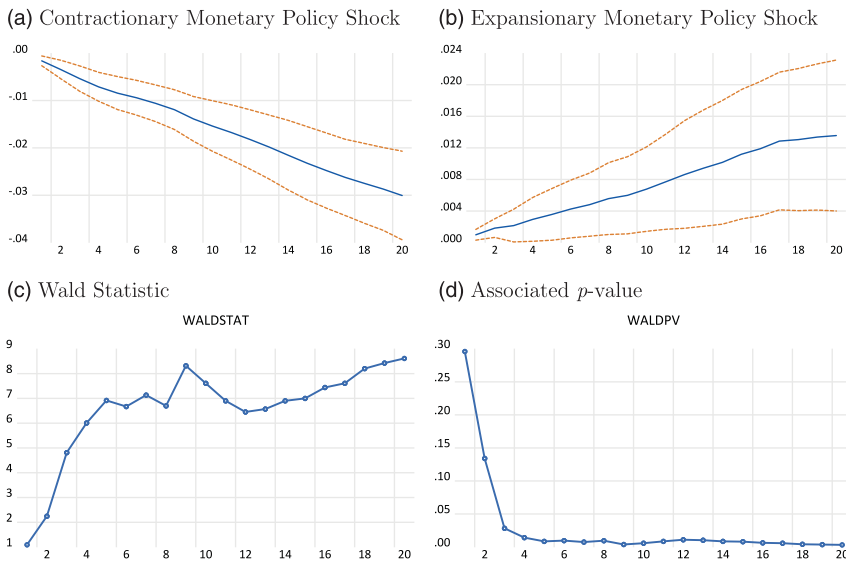 (a) Contractionary Monetary Policy Shock
.00
-.01
-.02
-.03
-.04
2 4 6 8 10 12 14 16 18 20
(b) Expansionary Monetary Policy Shock
.024
.020
.016
.012
.008
.004
.000
2 4 6 8 10 12 14 16 18 20
(c) Wald Statistic
WALDSTAT
9
8
7
6
5
4
3
2
1
2 4 6 8 10 12 14 16 18 20
(d) Associated p-value
WALDPV
.30
.25
.20
.15
.10
.05
.00
2 4 6 8 10 12 14 16 18 20